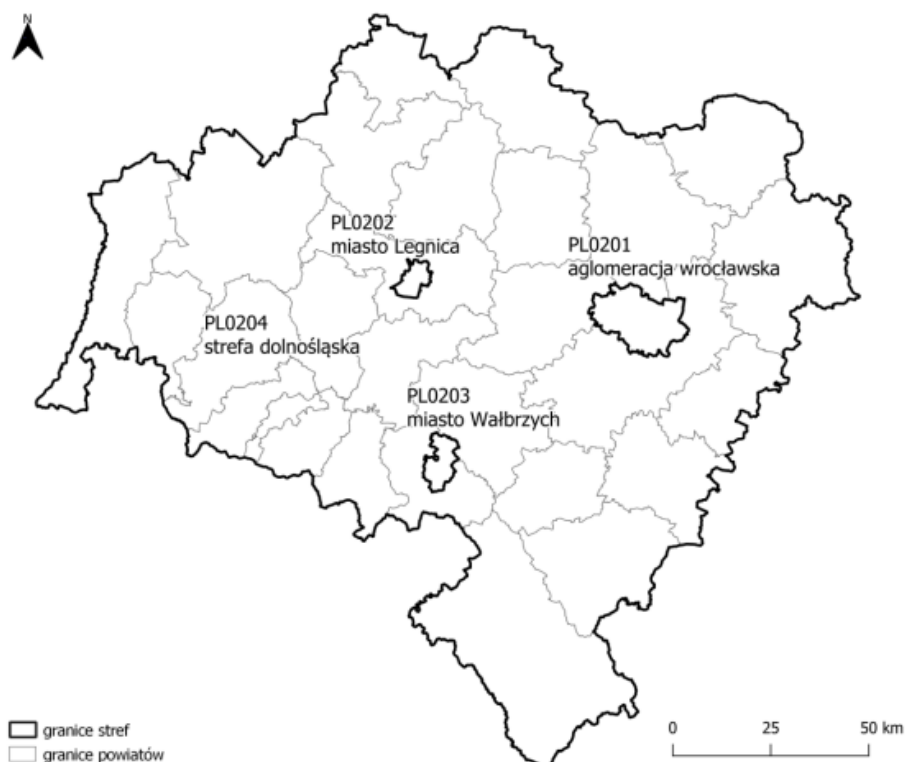 N
PL0202
miasto Legnica
PL0201
aglomeracja wrocławska
PL0204
strefa dolnośląska
PL0203
miasto Wałbrzych
granice stref
granice powiatów
0 25 50 km